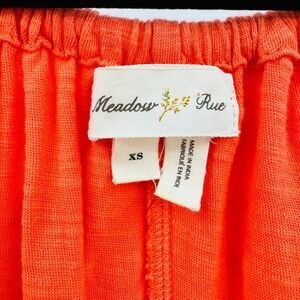 Meadow Rue
XS
MADE IN INDIA
FABRIQUÉ EN INDE